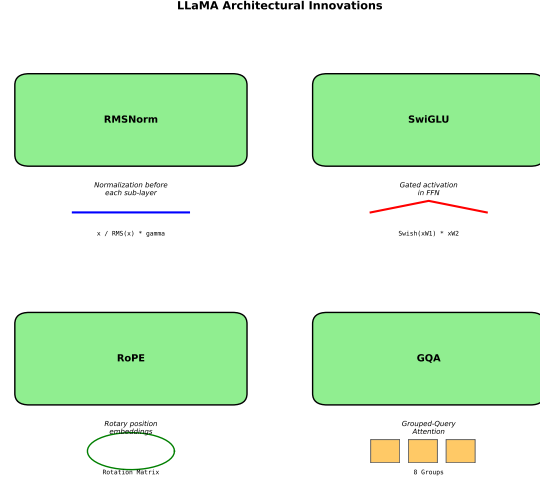 LLaMA Architectural Innovations
RMSNorm
SwiGLU
Normalization before
each sub-layer
Gated activation
in FFN
x / RMS(x) * gamma
Swish(xW1) * xW2
RoPE
GQA
Rotary position
embeddings
Grouped-Query
Attention
Rotation Matrix
8 Groups